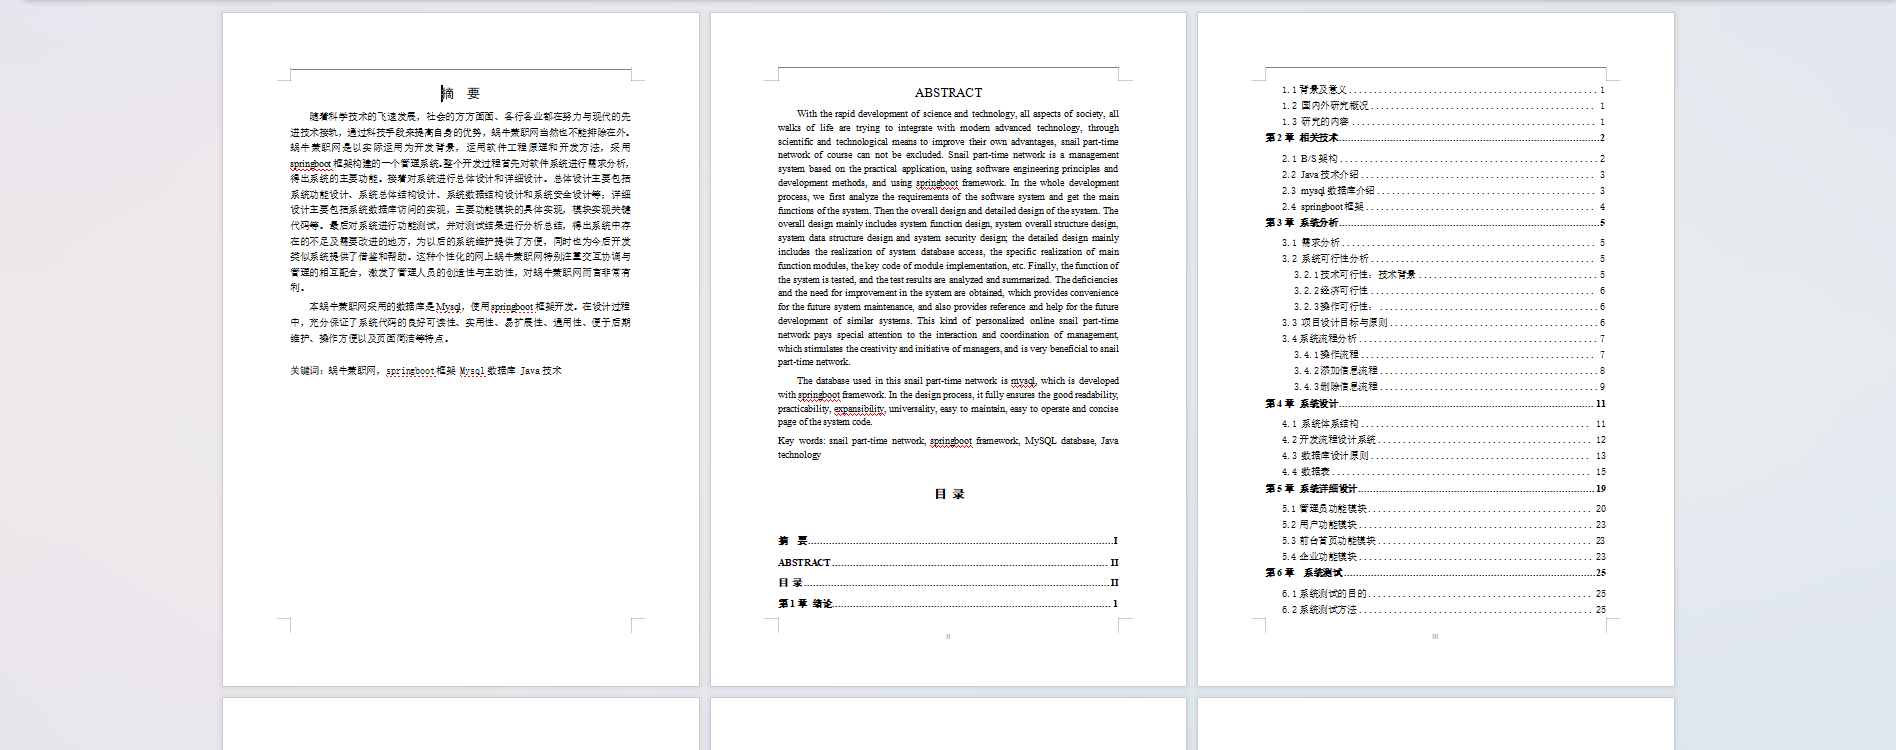 摘　要
随着科学技术的飞速发展，社会的方方面面、各行各业都在努力与现代的先
进技术接轨，通过科技手段来提高自身的优势，蜗牛兼职网当然也不能排除在外。
蜗牛兼职网是以实际运用为开发背景，运用软件工程原理和开发方法，采用
springboot框架构建的一个管理系统。整个开发过程首先对软件系统进行需求分析，
得出系统的主要功能。接着对系统进行总体设计和详细设计。总体设计主要包括
系统功能设计、系统总体结构设计、系统数据结构设计和系统安全设计等；详细
设计主要包括系统数据库访问的实现，主要功能模块的具体实现，模块实现关键
代码等。最后对系统进行功能测试，并对测试结果进行分析总结，得出系统中存
在的不足及需要改进的地方，为以后的系统维护提供了方便，同时也为今后开发
类似系统提供了借鉴和帮助。这种个性化的网上蜗牛兼职网特别注重交互协调与
管理的相互配合，激发了管理人员的创造性与主动性，对蜗牛兼职网而言非常有
利。
本蜗牛兼职网采用的数据库是Mysql，使用springboot框架开发。在设计过程
中，充分保证了系统代码的良好可读性、实用性、易扩展性、通用性、便于后期
维护、操作方便以及页面简洁等特点。
关键词：蜗牛兼职网，springboot框架 Mysql数据库 Java技术
ABSTRACT
With the rapid development of science and technology, all aspects of society, all
walks of life are trying to integrate with modern advanced technology, through
scientific and technological means to improve their own advantages, snail part-time
network of course can not be excluded. Snail part-time network is a management
system based on the practical application, using software engineering principles and
development methods, and using springboot framework. In the whole development
process, we first analyze the requirements of the software system and get the main
functions of the system. Then the overall design and detailed design of the system. The
overall design mainly includes system function design, system overall structure design,
system data structure design and system security design; the detailed design mainly
includes the realization of system database access, the specific realization of main
function modules, the key code of module implementation, etc. Finally, the function of
the system is tested, and the test results are analyzed and summarized. The deficiencies
and the need for improvement in the system are obtained, which provides convenience
for the future system maintenance, and also provides reference and help for the future
development of similar systems. This kind of personalized online snail part-time
network pays special attention to the interaction and coordination of management,
which stimulates the creativity and initiative of managers, and is very beneficial to snail
part-time network.
The database used in this snail part-time network is mysql, which is developed
with springboot framework. In the design process, it fully ensures the good readability,
practicability, expansibility, universality, easy to maintain, easy to operate and concise
page of the system code.
Key words: snail part-time network, springboot framework, MySQL database, Java
technology
目 录
摘　要........I
ABSTRACT........II
目 录........II
第1章 绪论........1
II
1.1背景及意义........1
1.2 国内外研究概况........1
1.3 研究的内容........1
第2章 相关技术........2
2.1 B/S架构........2
2.2 Java技术介绍........3
2.3 mysql数据库介绍........3
2.4 springboot框架........4
第3章 系统分析........5
3.1 需求分析........5
3.2 系统可行性分析........5
3.2.1技术可行性：技术背景........5
3.2.2经济可行性........6
3.2.3操作可行性：........6
3.3 项目设计目标与原则........6
3.4系统流程分析........7
3.4.1操作流程........7
3.4.2添加信息流程........8
3.4.3删除信息流程........9
第4章 系统设计........11
4.1 系统体系结构........11
4.2开发流程设计系统........12
4.3 数据库设计原则........13
4.4 数据表........15
第5章 系统详细设计........19
5.1管理员功能模块........20
5.2用户功能模块........23
5.3前台首页功能模块........23
5.4企业功能模块........23
第6章 系统测试........25
6.1系统测试的目的........25
6.2系统测试方法........25
III